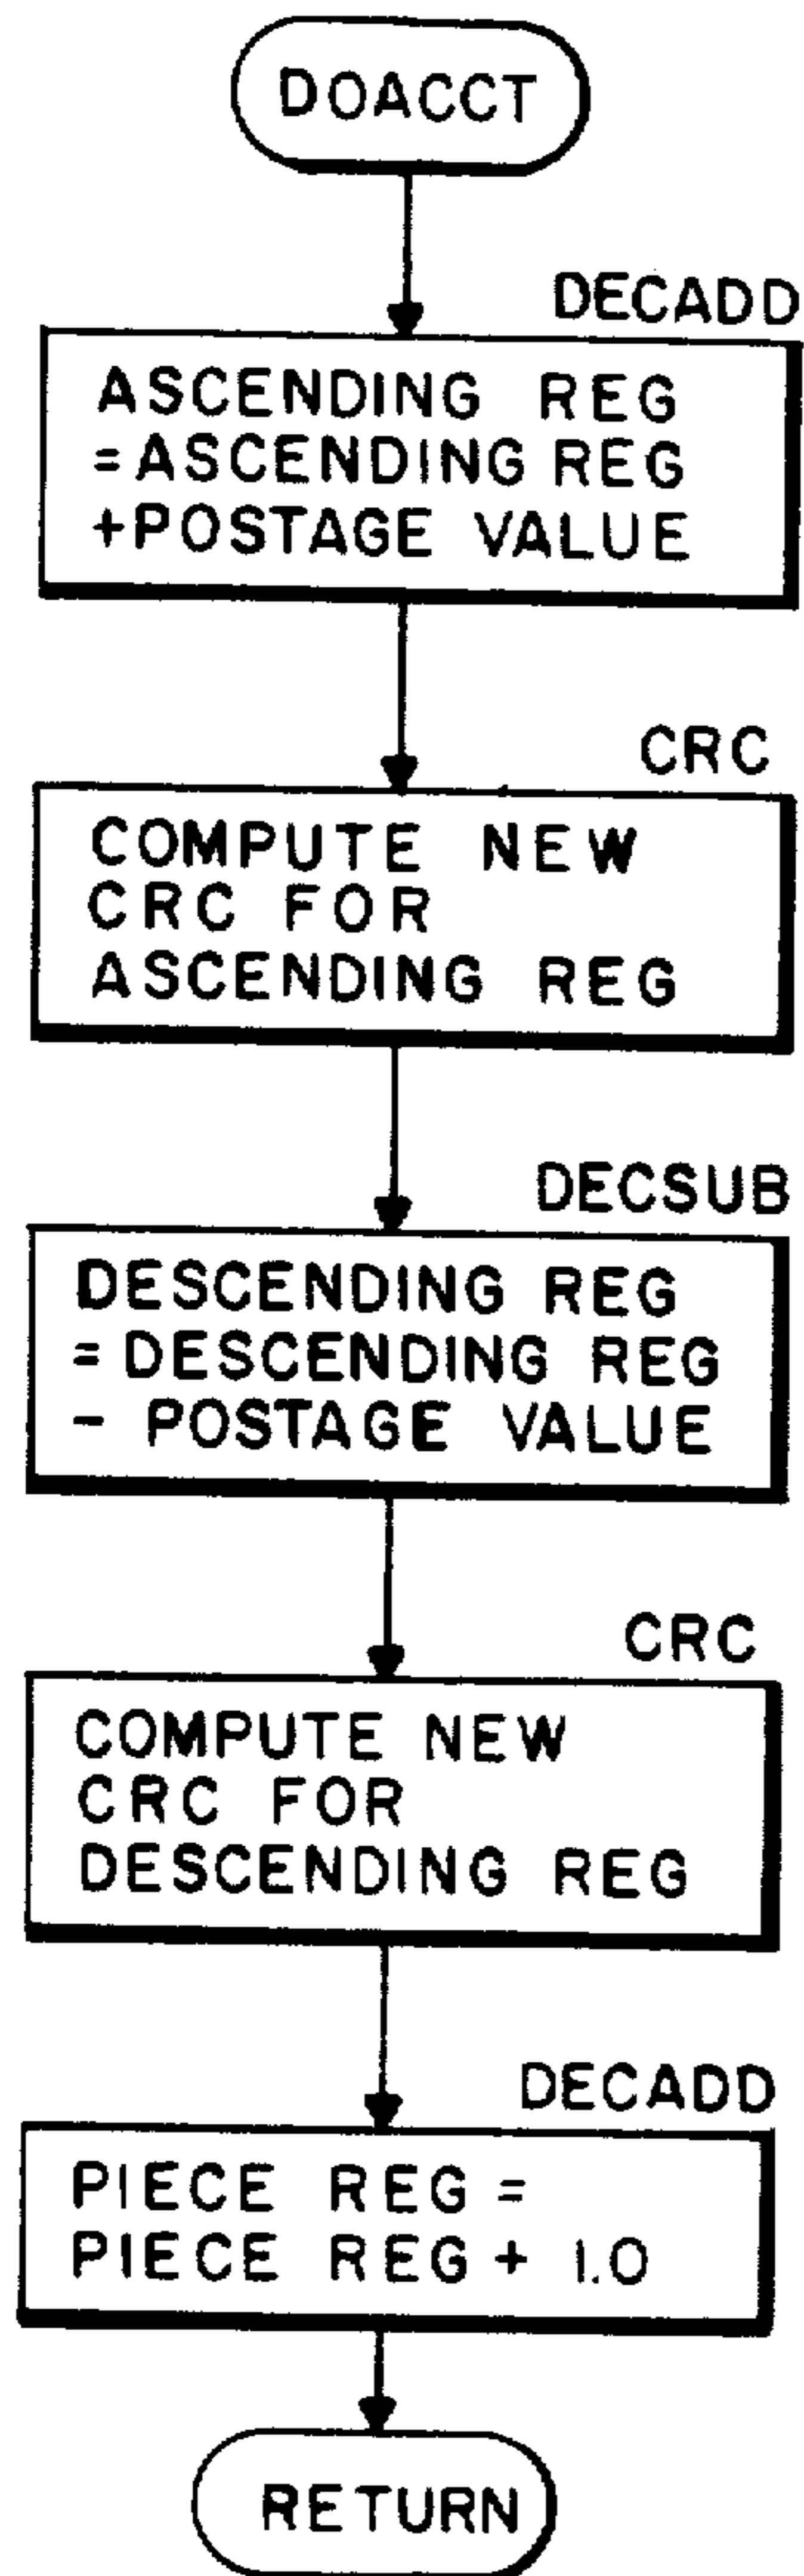 DOACCT
DECADD
ASCENDING REG
=ASCENDING REG
+POSTAGE VALUE
CRC
COMPUTE NEW
CRC FOR
ASCENDING REG
DECSUB
DESCENDING REG
= DESCENDING REG
- POSTAGE VALUE
CRC
COMPUTE NEW
CRC FOR
DESCENDING REG
DECADD
PIECE REG =
PIECE REG + 1.0
RETURN